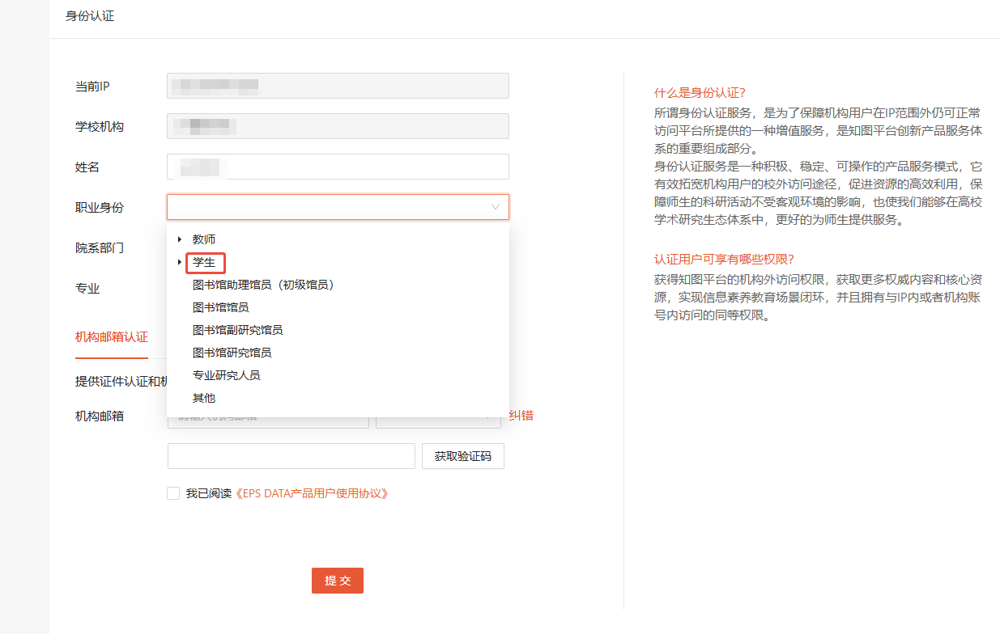 身份认证
当前IP
学校机构
姓名
职业身份
教师
学生
图书馆助理馆员（初级馆员）
图书馆馆员
图书馆副研究馆员
图书馆研究馆员
专业研究人员
其他
院系部门
专业
机构邮箱认证
提供证件认证和机
机构邮箱
纠错
获取验证码
我已阅读《EPS DATA产品用户使用协议》
提 交
什么是身份认证？
所谓身份认证服务，是为了保障机构用户在IP范围外仍可正常
访问平台所提供的一种增值服务，是知图平台创新产品服务体
系的重要组成部分。
身份认证服务是一种积极、稳定、可操作的产品服务模式，它
有效拓宽机构用户的校外访问途径，促进资源的高效利用，保
障师生的科研活动不受客观环境的影响，也使我们能够在高校
学术研究生态体系中，更好的为师生提供服务。
认证用户可享有哪些权限？
获得知图平台的机构外访问权限，获取更多权威内容和核心资
源，实现信息素养教育场景闭环，并且拥有与IP内或者机构账
号内访问的同等权限。